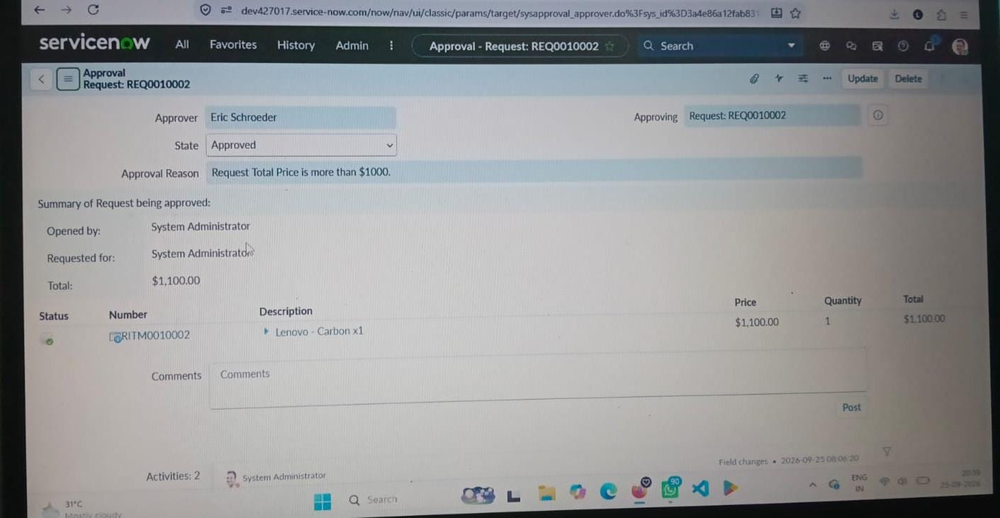 dev427017.service-now.com/now/nav/ui/classic/params/target/sysapproval_approver.do%3Fsys_id%3D3a4e86a12fab831
servicenow All Favorites History Admin Approval - Request: REQ0010002 Search
Approval
Request: REQ0010002
Update Delete
Approver Eric Schroeder Approving Request: REQ0010002
State Approved
Approval Reason Request Total Price is more than $1000.
Summary of Request being approved:
Opened by: System Administrator
Requested for: System Administrator
Total: $1,100.00
Status Number Description Price Quantity Total
RITM0010002 Lenovo - Carbon x1 $1,100.00 1 $1,100.00
Comments Comments
Post
Field changes • 2026-09-25 08:06:20
Activities: 2 System Administrator
31°C
Mostly cloudy
Search
90
ENG
IN
20:39
25-09-2026